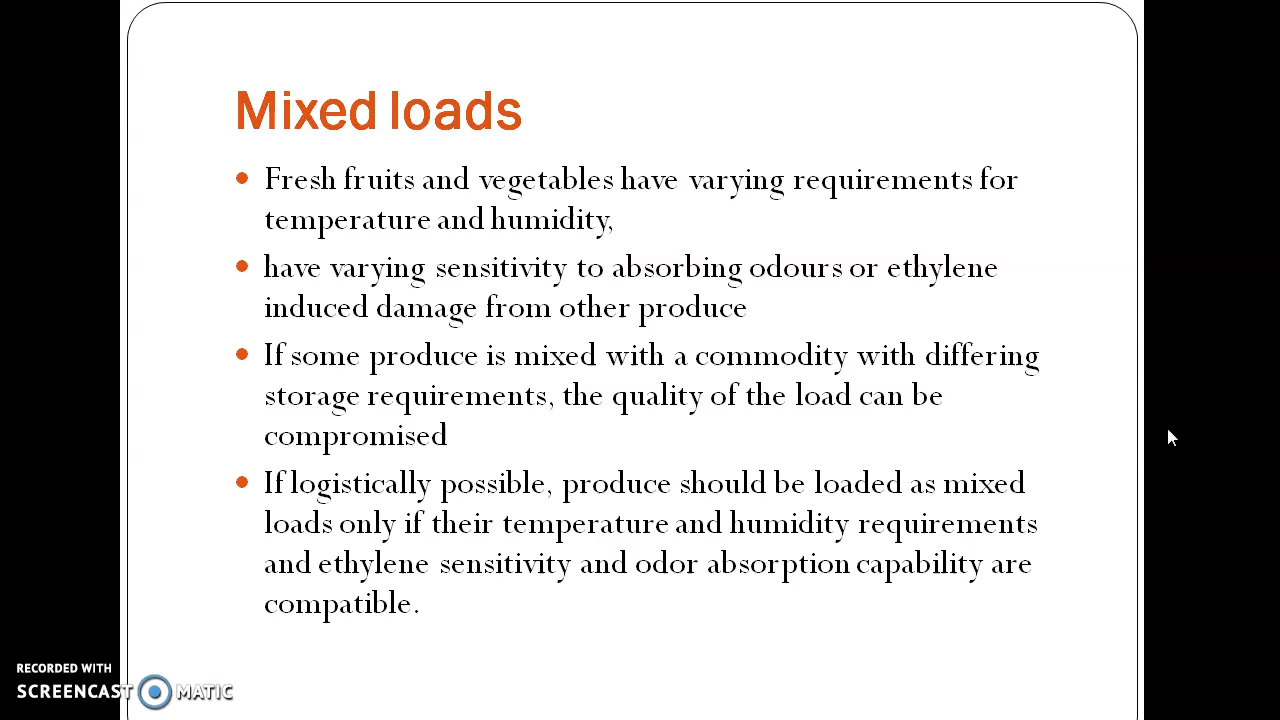 Mixed loads
Fresh fruits and vegetables have varying requirements for
temperature and humidity,
have varying sensitivity to absorbing odours or ethylene
induced damage from other produce
If some produce is mixed with a commodity with differing
storage requirements, the quality of the load can be
compromised
If logistically possible, produce should be loaded as mixed
loads only if their temperature and humidity requirements
and ethylene sensitivity and odor absorption capability are
compatible.
RECORDED WITH
SCREENCAST MATIC